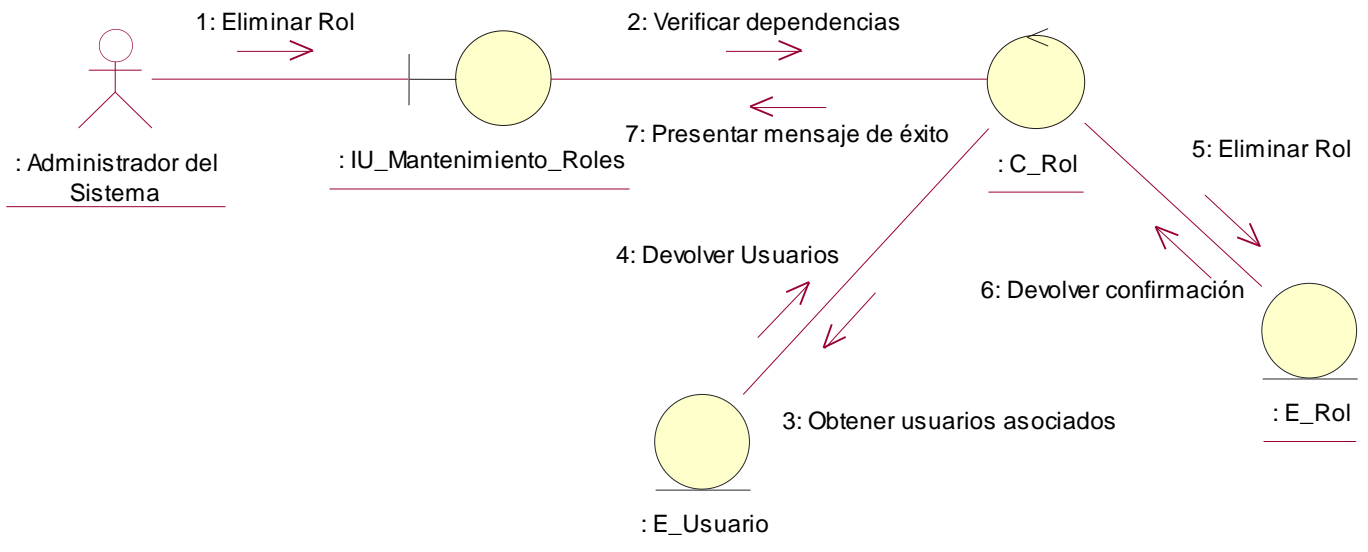 1: Eliminar Rol
2: Verificar dependencias
7: Presentar mensaje de éxito
5: Eliminar Rol
: Administrador del
Sistema
: IU_Mantenimiento_Roles
: C_Rol
4: Devolver Usuarios
6: Devolver confirmación
3: Obtener usuarios asociados
: E_Rol
: E_Usuario